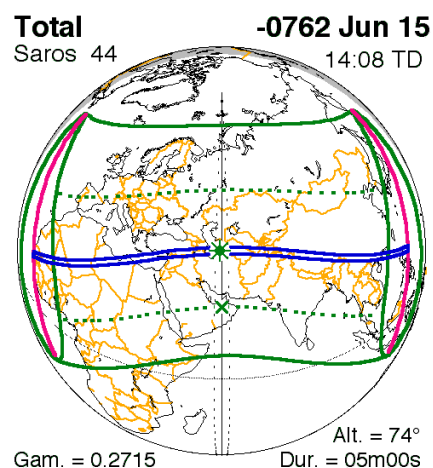 Total -0762 Jun 15
Saros 44 14:08 TD
Alt. = 74°
Gam. = 0.2715 Dur. = 05m00s